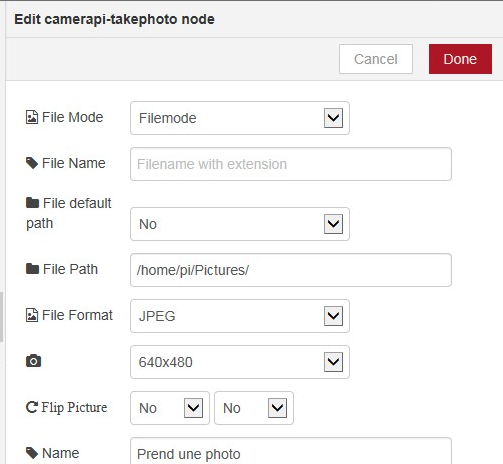 Edit camerapi-takephoto node
Cancel Done
File Mode Filemode
File Name Filename with extension
File default
path No
File Path /home/pi/Pictures/
File Format JPEG
640x480
Flip Picture No No
Name Prend une photo